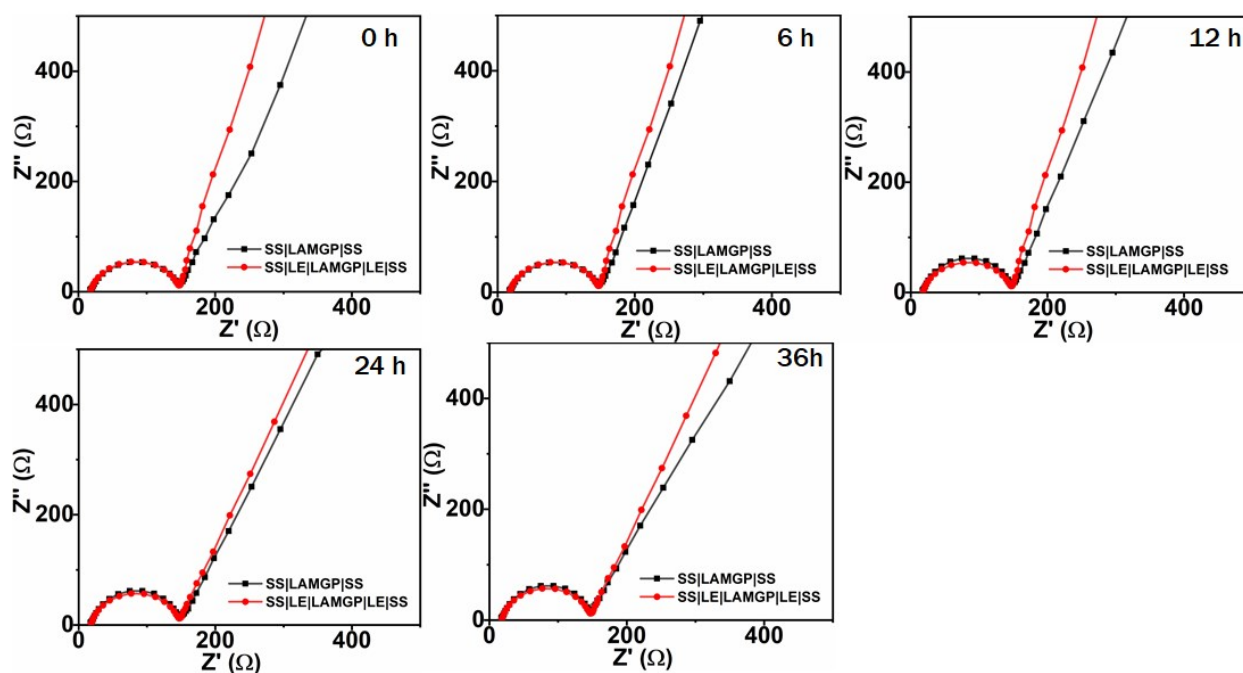 0 h
Z'' (Ω)
400
200
0
SS|LAMGP|SS
SS|LE|LAMGP|LE|SS
0
200
400
Z' (Ω)
6 h
Z'' (Ω)
400
200
0
SS|LAMGP|SS
SS|LE|LAMGP|LE|SS
0
200
400
Z' (Ω)
12 h
Z'' (Ω)
400
200
0
SS|LAMGP|SS
SS|LE|LAMGP|LE|SS
0
200
400
Z' (Ω)
24 h
Z'' (Ω)
400
200
0
SS|LAMGP|SS
SS|LE|LAMGP|LE|SS
0
200
400
Z' (Ω)
36h
Z'' (Ω)
400
200
0
SS|LAMGP|SS
SS|LE|LAMGP|LE|SS
0
200
400
Z' (Ω)